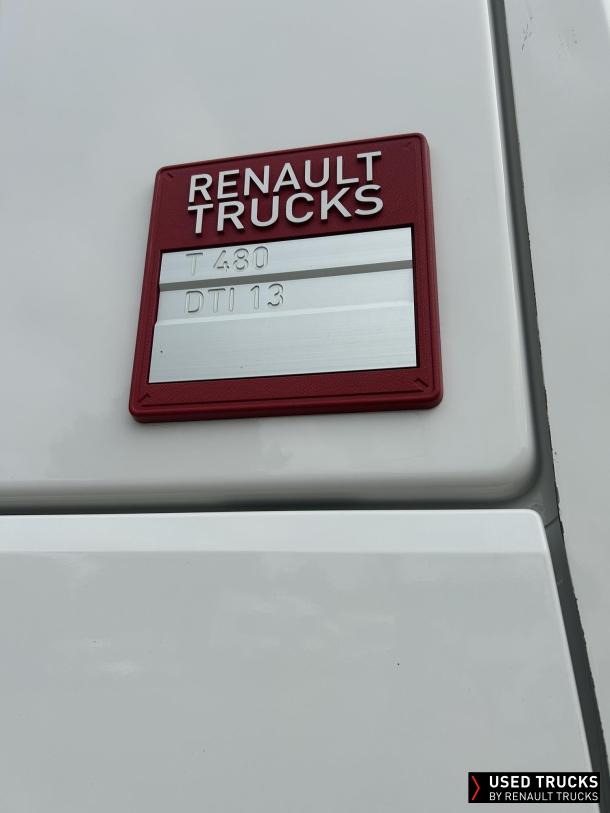 RENAULT
TRUCKS
T 480
DTI 13
USED TRUCKS
BY RENAULT TRUCKS